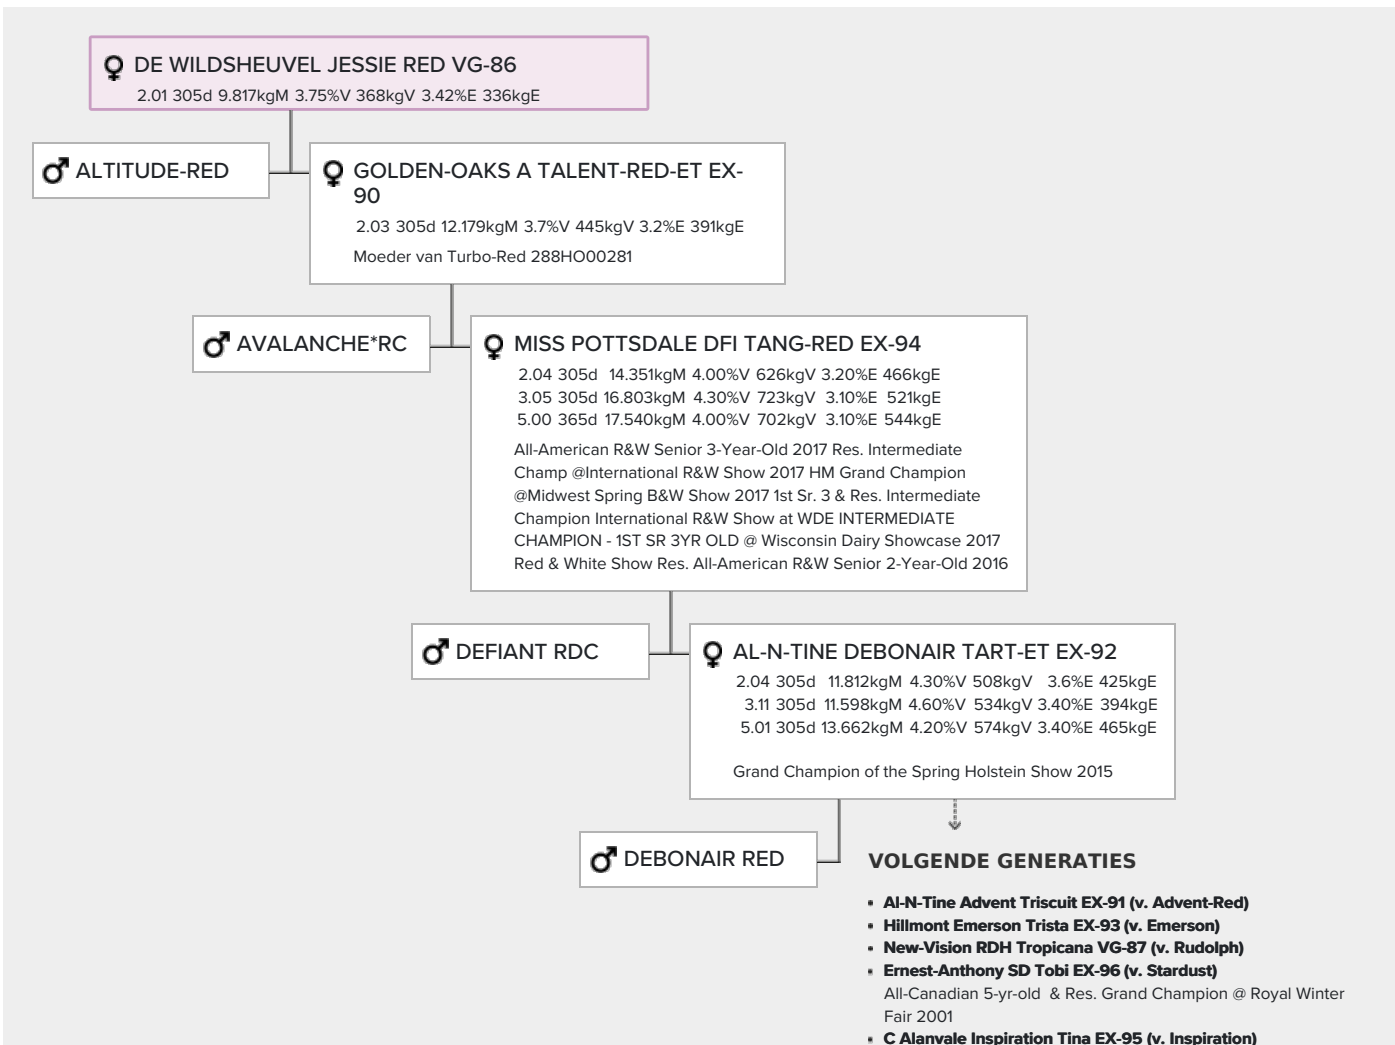 DE WILDSHEUVEL JESSIE RED VG-86
2.01 305d 9.817kgM 3.75%V 368kgV 3.42%E 336kgE
ALTITUDE-RED
GOLDEN-OAKS A TALENT-RED-ET EX-
90
2.03 305d 12.179kgM 3.7%V 445kgV 3.2%E 391kgE
Moeder van Turbo-Red 288HO00281
AVALANCHE*RC
MISS POTTSDALE DFI TANG-RED EX-94
2.04 305d 14.351kgM 4.00%V 626kgV 3.20%E 466kgE
3.05 305d 16.803kgM 4.30%V 723kgV 3.10%E 521kgE
5.00 365d 17.540kgM 4.00%V 702kgV 3.10%E 544kgE
All-American R&W Senior 3-Year-Old 2017 Res. Intermediate
Champ @International R&W Show 2017 HM Grand Champion
@Midwest Spring B&W Show 2017 1st Sr. 3 & Res. Intermediate
Champion International R&W Show at WDE INTERMEDIATE
CHAMPION - 1ST SR 3YR OLD @ Wisconsin Dairy Showcase 2017
Red & White Show Res. All-American R&W Senior 2-Year-Old 2016
DEFIANT RDC
AL-N-TINE DEBONAIR TART-ET EX-92
2.04 305d 11.812kgM 4.30%V 508kgV 3.6%E 425kgE
3.11 305d 11.598kgM 4.60%V 534kgV 3.40%E 394kgE
5.01 305d 13.662kgM 4.20%V 574kgV 3.40%E 465kgE
Grand Champion of the Spring Holstein Show 2015
DEBONAIR RED
VOLGENDE GENERATIES
• Al-N-Tine Advent Triscuit EX-91 (v. Advent-Red)
• Hillmont Emerson Trista EX-93 (v. Emerson)
• New-Vision RDH Tropicana VG-87 (v. Rudolph)
• Ernest-Anthony SD Tobi EX-96 (v. Stardust)
All-Canadian 5-yr-old & Res. Grand Champion @ Royal Winter
Fair 2001
• C Alanvale Inspiration Tina EX-95 (v. Inspiration)